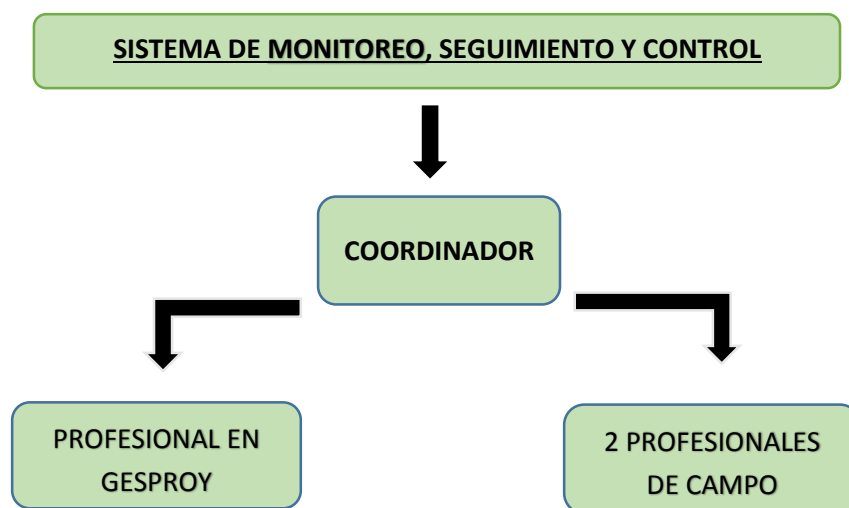 SISTEMA DE MONITOREO, SEGUIMIENTO Y CONTROL
COORDINADOR
PROFESIONAL EN
GESPROY
2 PROFESIONALES
DE CAMPO